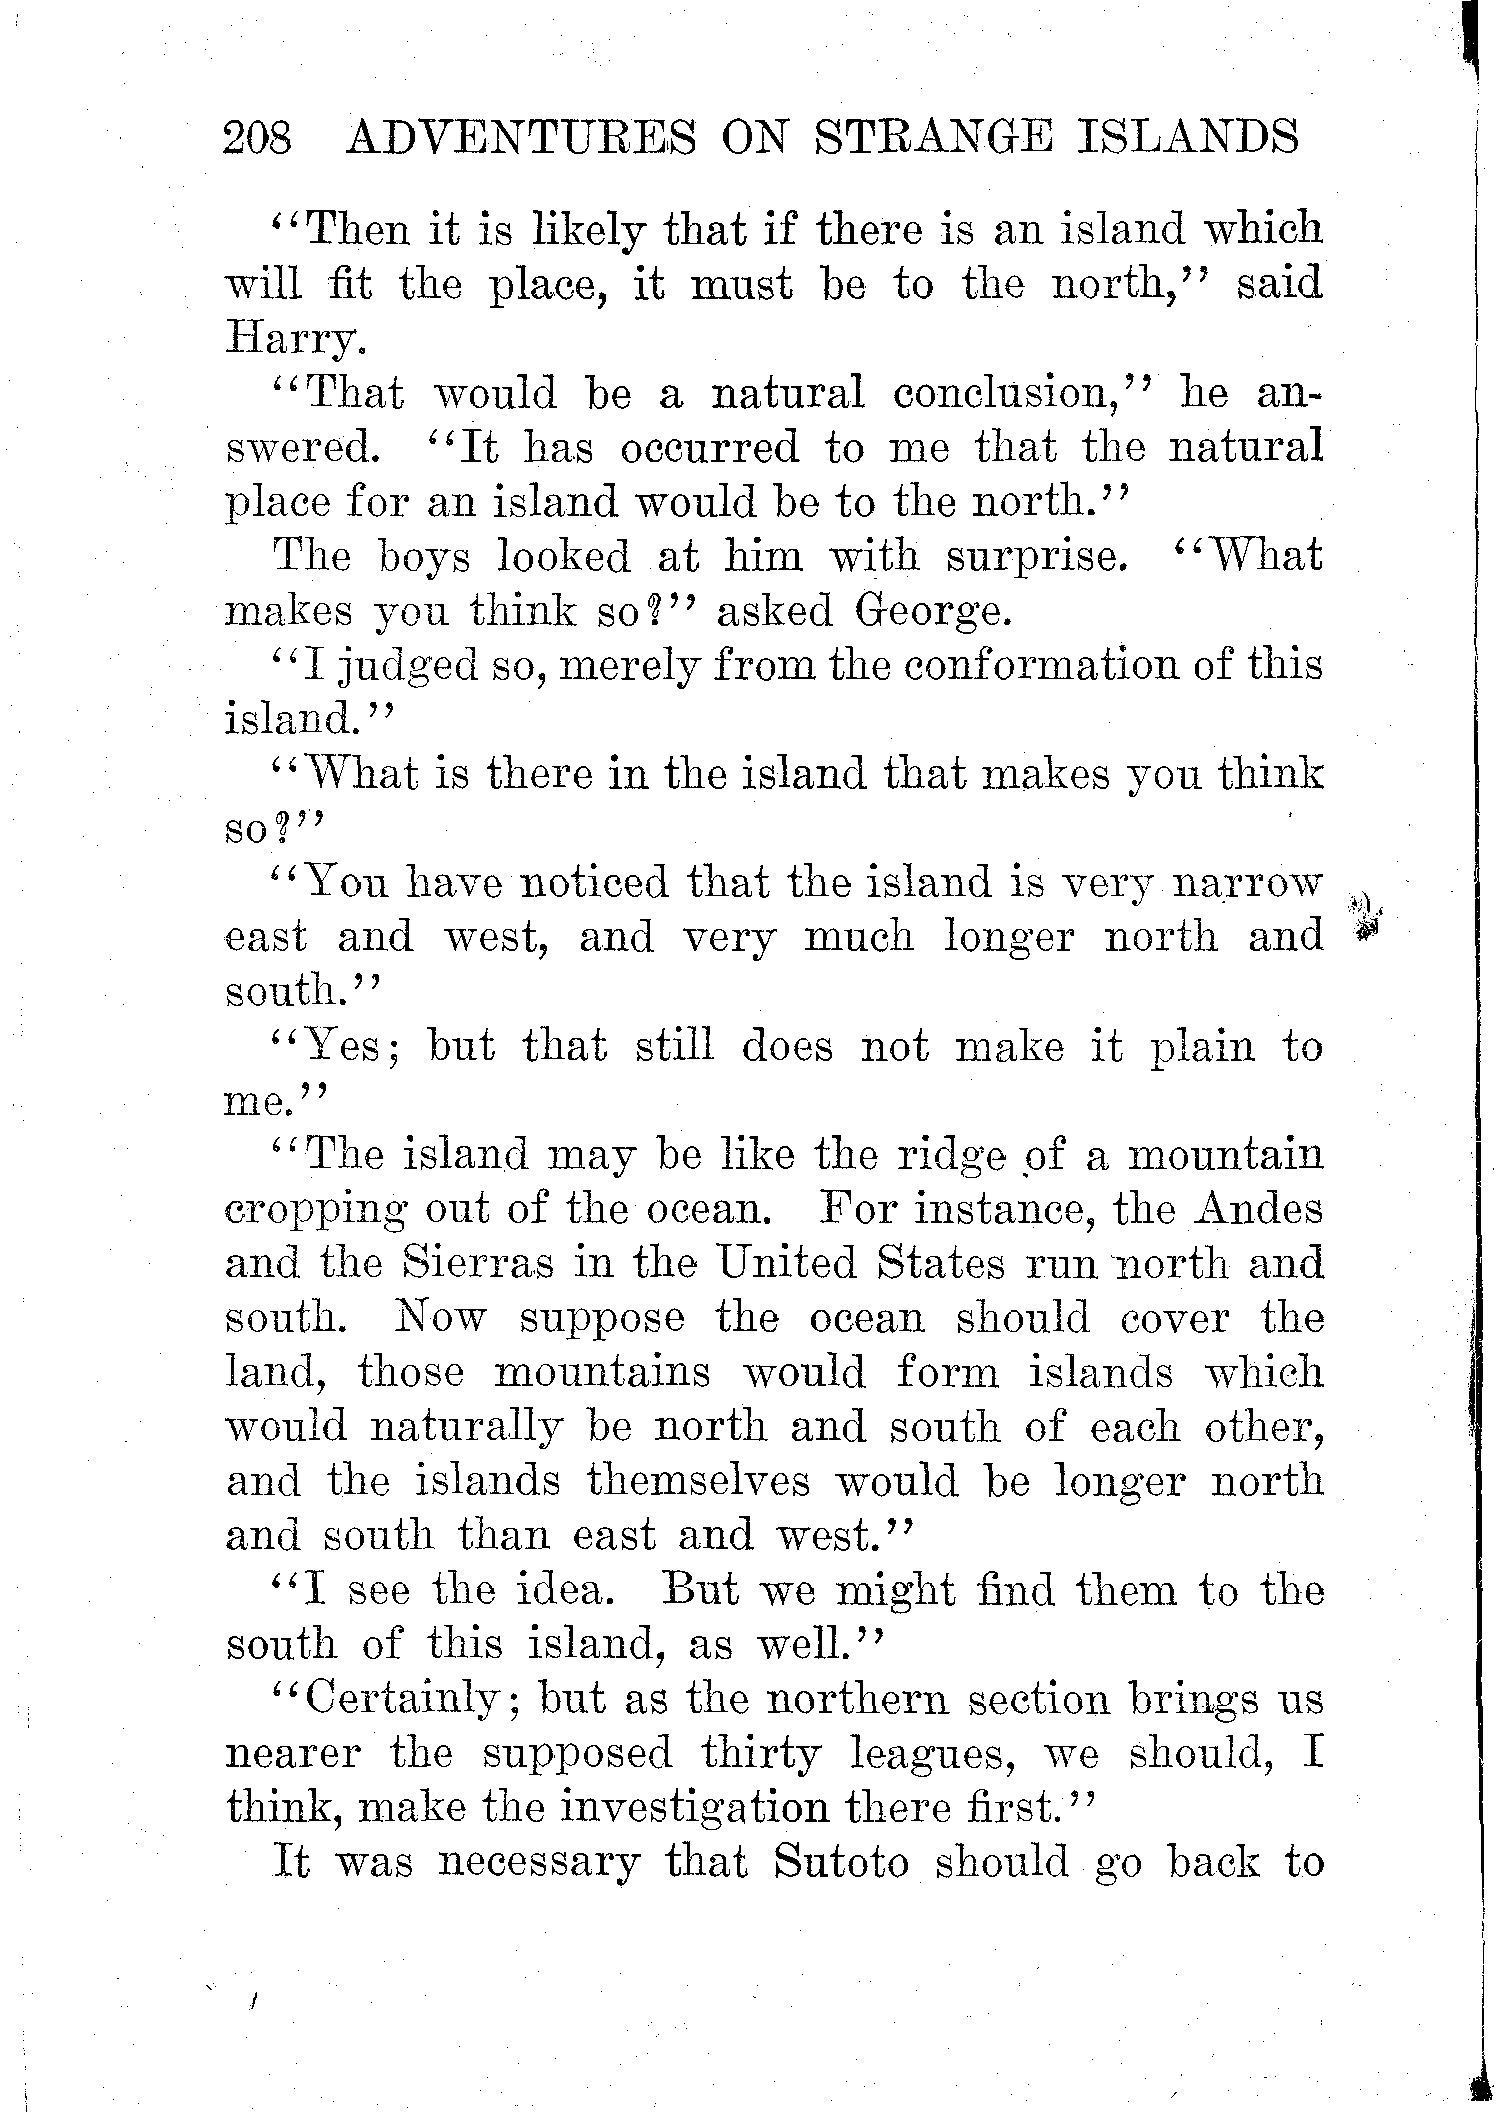 208 ADVENTURES ON STRANGE ISLANDS
"Then it is likely that if there is an island which
will fit the place, it must be to the north," said
Harry.
"That would be a natural conclusion," he an-
swered. "It has occurred to me that the natural
place for an island would be to the north."
The boys looked at him with surprise. "What
makes you think so?" asked George.
"I judged so, merely from the conformation of this
island."
"What is there in the island that makes you think
so?"
"You have noticed that the island is very narrow
east and west, and very much longer north and
south."
"Yes; but that still does not make it plain to
me."
"The island may be like the ridge of a mountain
cropping out of the ocean. For instance, the Andes
and the Sierras in the United States run north and
south. Now suppose the ocean should cover the
land, those mountains would form islands which
would naturally be north and south of each other,
and the islands themselves would be longer north
and south than east and west."
"I see the idea. But we might find them to the
south of this island, as well."
"Certainly; but as the northern section brings us
nearer the supposed thirty leagues, we should, I
think, make the investigation there first."
It was necessary that Sutoto should go back to